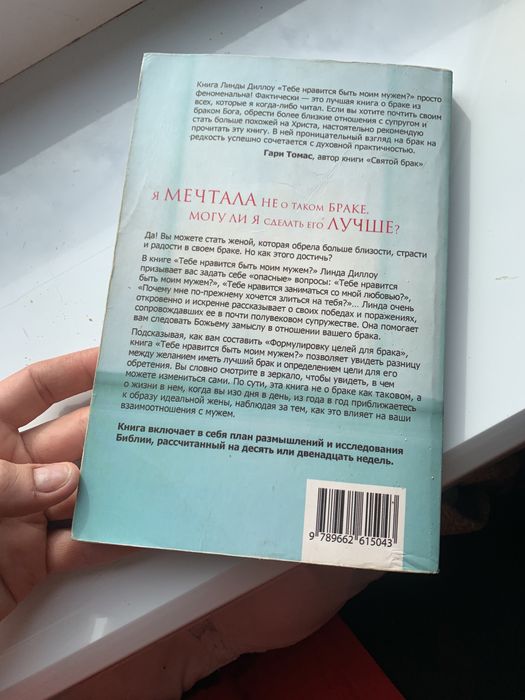 Книга Линды Диллоу «Тебе нравится быть моим мужем?» просто
феноменальна! Фактически — это лучшая книга о браке из
всех, которые я когда-либо читал. Если вы хотите почтить своим
браком Бога, обрести более близкие отношения с супругом и
стать больше похожей на Христа, настоятельно рекомендую
прочитать эту книгу. В ней проницательный взгляд на брак на
редкость успешно сочетается с духовной практичностью.
Гари Томас, автор книги «Святой брак»
Я МЕЧТАЛА НЕ О ТАКОМ БРАКЕ.
МОГУ ЛИ Я СДЕЛАТЬ ЕГО ЛУЧШЕ?
Да! Вы можете стать женой, которая обрела больше близости, страсти
и радости в своем браке. Но как этого достичь?
В книге «Тебе нравится быть моим мужем?» Линда Диллоу
призывает вас задать себе «опасные» вопросы: «Тебе нравится
быть моим мужем?», «Тебе нравится заниматься со мной любовью?»,
«Почему мне по-прежнему хочется злиться на тебя?»... Линда очень
откровенно и искренне рассказывает о своих победах и поражениях,
сопровождавших ее в почти полувековом супружестве. Она помогает
вам следовать Божьему замыслу в отношении вашего брака.
Подсказывая, как вам составить «Формулировку целей для брака»,
книга «Тебе нравится быть моим мужем?» позволяет увидеть разницу
между желанием иметь лучший брак и определением цели для его
обретения. Вы словно смотрите в зеркало, чтобы увидеть, в чем
можете измениться сами. По сути, эта книга не о браке как таковом, а
о жизни в нем, когда вы изо дня в день, из года в год приближаетесь
к образу идеальной жены, наблюдая за тем, как это влияет на ваши
взаимоотношения с мужем.
Книга включает в себя план размышлений и исследования
Библии, рассчитанный на десять или двенадцать недель.
9 789662 615043